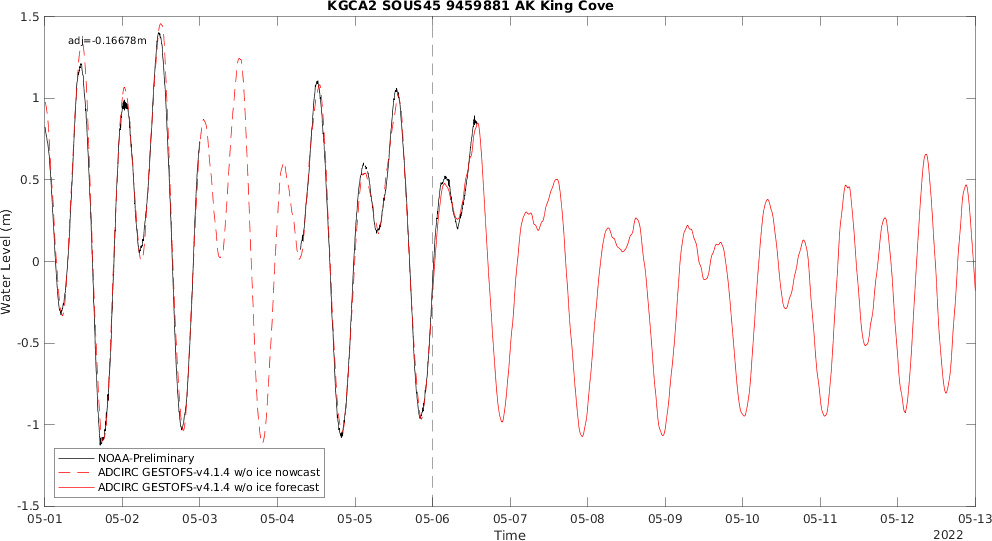 KGCA2 SOUS45 9459881 AK King Cove
adj=-0.16678m
1.5
1
0.5
0
-0.5
-1
-1.5
Water Level (m)
NOAA-Preliminary
ADCIRC GESTOFS-v4.1.4 w/o ice nowcast
ADCIRC GESTOFS-v4.1.4 w/o ice forecast
05-01 05-02 05-03 05-04 05-05 05-06 05-07 05-08 05-09 05-10 05-11 05-12 05-13
Time
2022